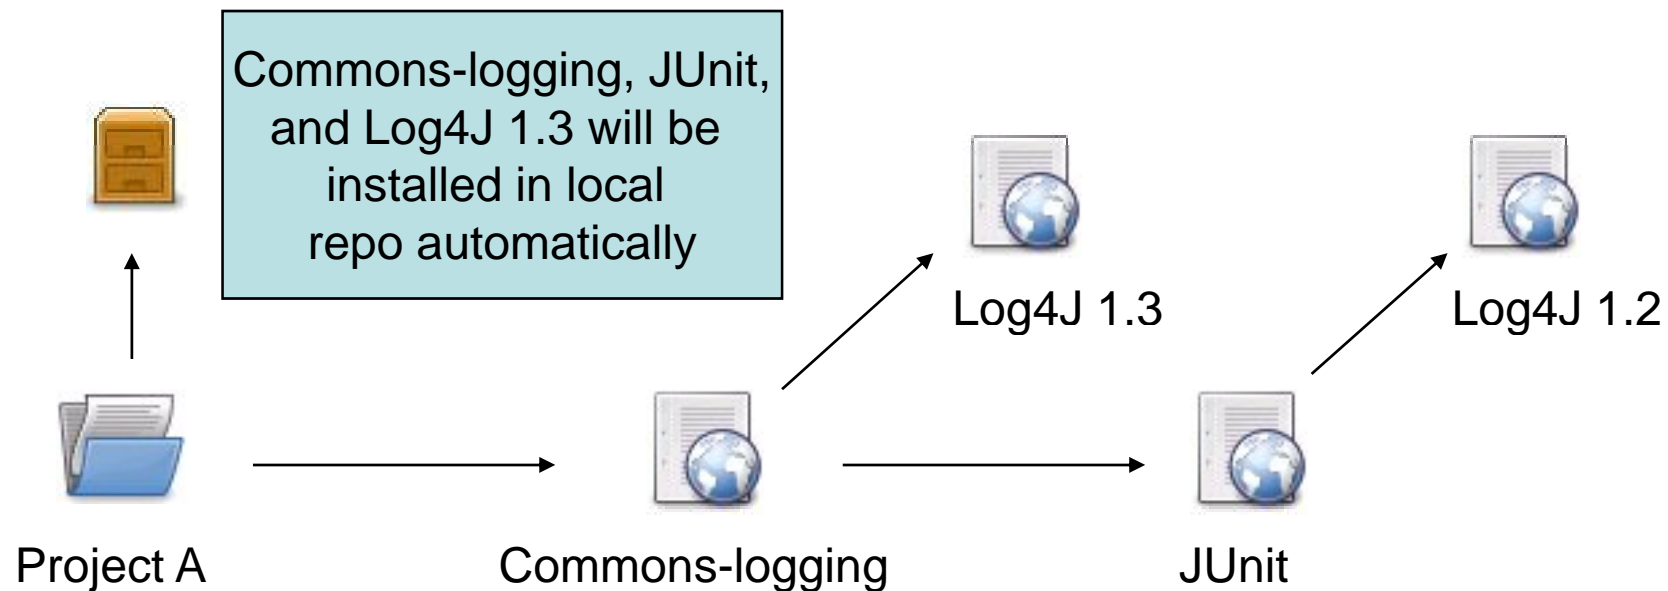 Commons-logging, JUnit,
and Log4J 1.3 will be
installed in local
repo automatically
Log4J 1.3
Log4J 1.2
Project A
Commons-logging
JUnit